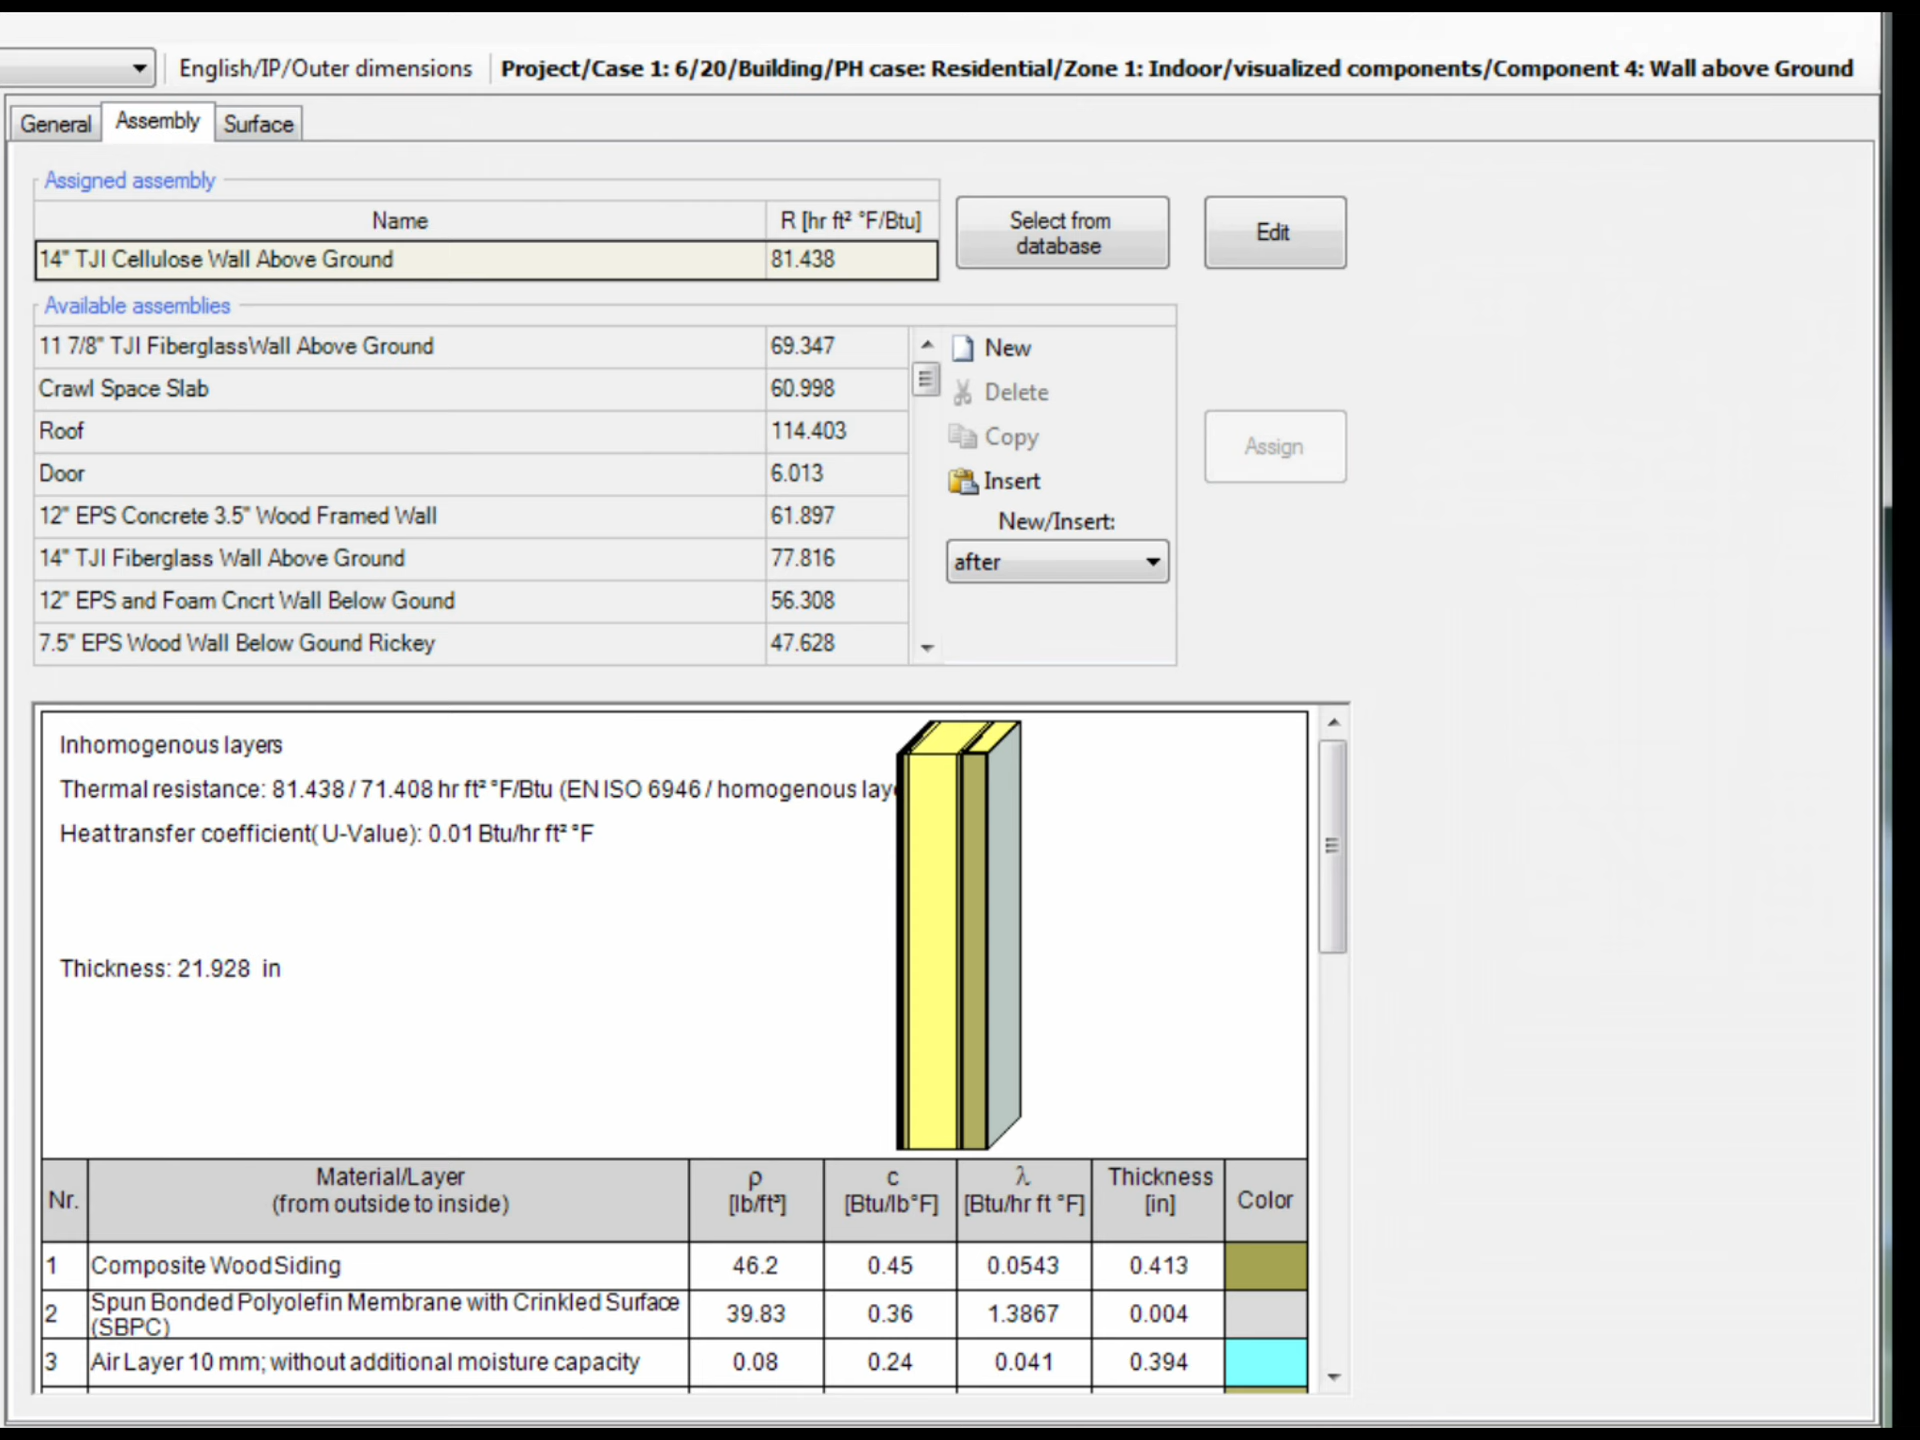 English/IP/Outer dimensions Project/Case 1: 6/20/Building/PH case: Residential/Zone 1: Indoor/visualized components/Component 4: Wall above Ground
General Assembly Surface
Assigned assembly
Name R [hr ft² °F/Btu]
14" TJI Cellulose Wall Above Ground 81.438
Select from
database
Edit
Available assemblies
11 7/8" TJI FiberglassWall Above Ground 69.347
Crawl Space Slab 60.998
Roof 114.403
Door 6.013
12" EPS Concrete 3.5" Wood Framed Wall 61.897
14" TJI Fiberglass Wall Above Ground 77.816
12" EPS and Foam Cncrt Wall Below Gound 56.308
7.5" EPS Wood Wall Below Gound Rickey 47.628
New
Delete
Copy
Insert
New/Insert:
after
Assign
Inhomogenous layers
Thermal resistance: 81.438 / 71.408 hr ft² °F/Btu (EN ISO 6946 / homogenous lay
Heat transfer coefficient( U-Value): 0.01 Btu/hr ft² °F
Thickness: 21.928 in
Nr. Material/Layer (from outside to inside) ρ [lb/ft³] c [Btu/lb°F] λ [Btu/hr ft °F] Thickness [in] Color
1 Composite Wood Siding 46.2 0.45 0.0543 0.413
2 Spun Bonded Polyolefin Membrane with Crinkled Surface (SBPC) 39.83 0.36 1.3867 0.004
3 Air Layer 10 mm; without additional moisture capacity 0.08 0.24 0.041 0.394